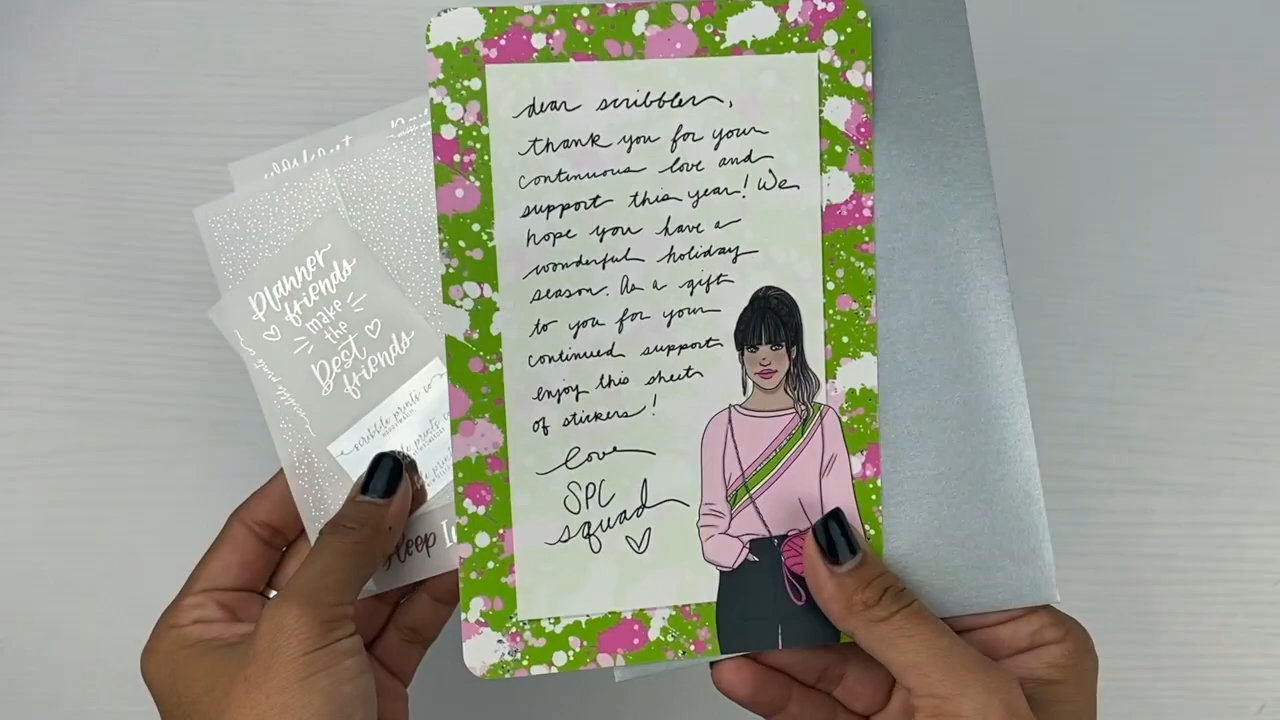 dear scribbler,
thank you for your
continuous love and
support this year! We
hope you have a
wonderful holiday
season. As a gift
to you for your
continued support
enjoy this sheet
of stickers!
love
SPC
squad
Planner
friends
make
the
Best
friends
scribble prints co
sleep